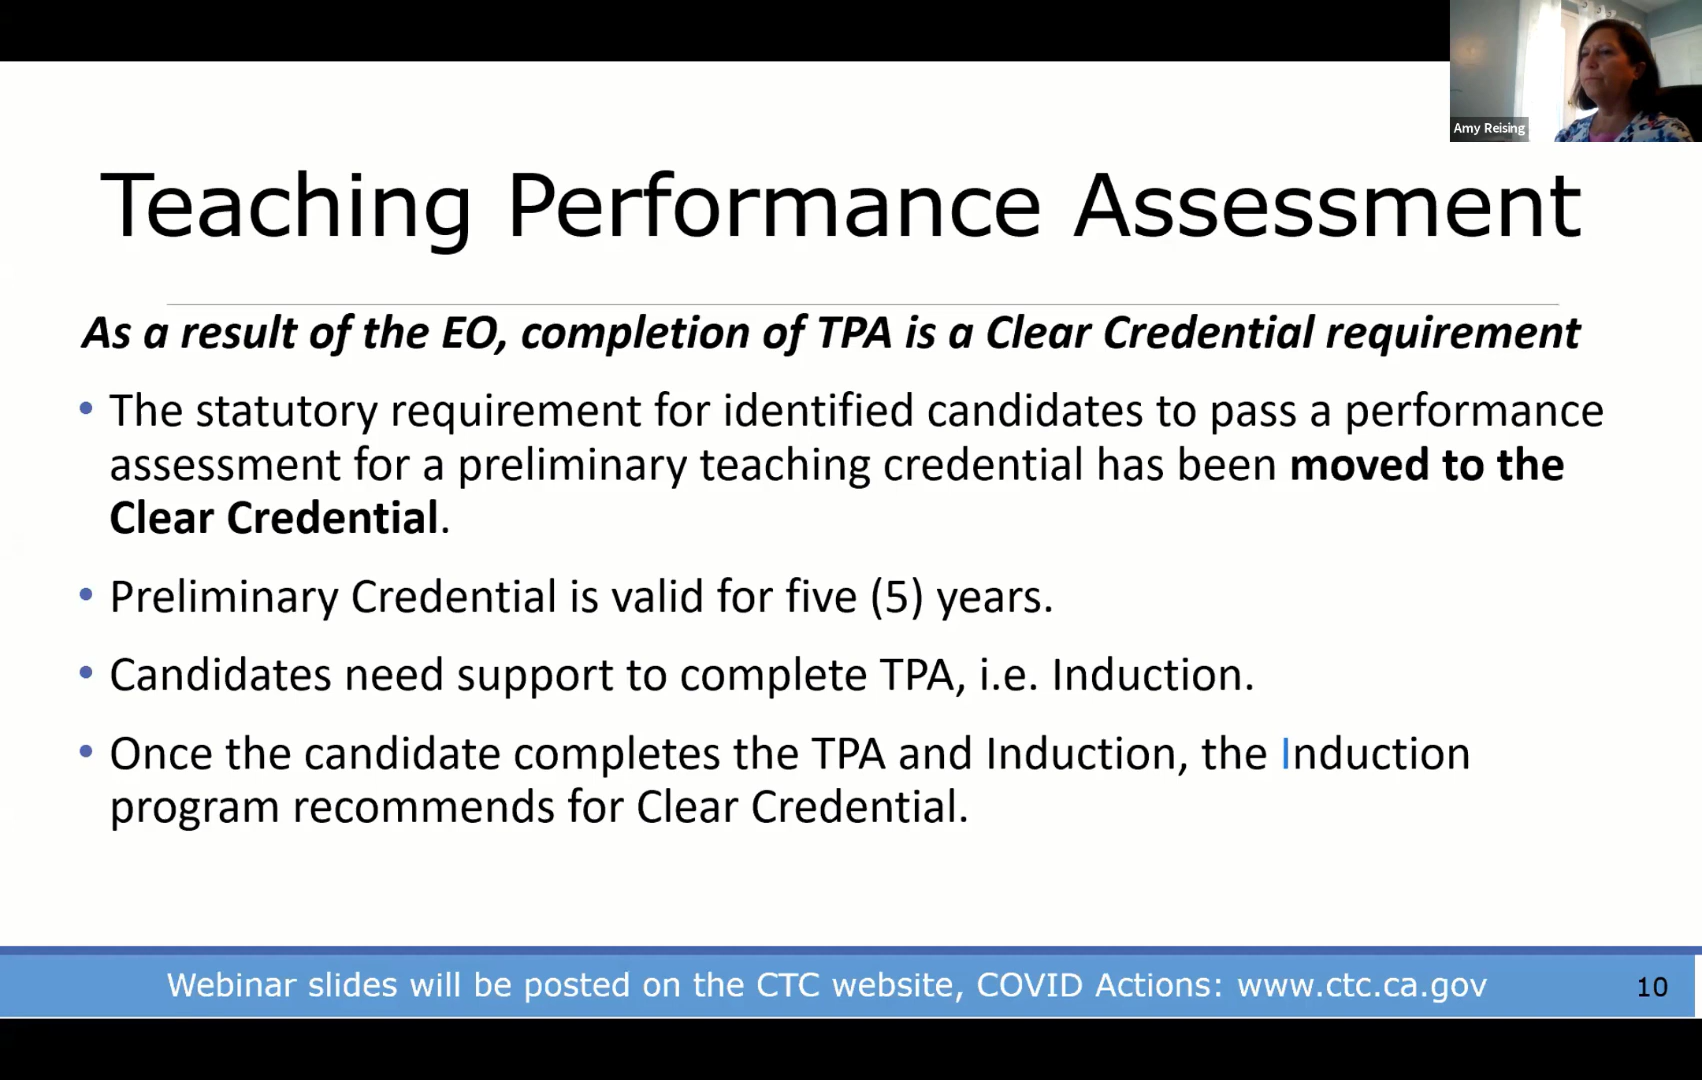 Amy Reising
Teaching Performance Assessment
As a result of the EO, completion of TPA is a Clear Credential requirement
• The statutory requirement for identified candidates to pass a performance
assessment for a preliminary teaching credential has been moved to the
Clear Credential.
• Preliminary Credential is valid for five (5) years.
• Candidates need support to complete TPA, i.e. Induction.
• Once the candidate completes the TPA and Induction, the Induction
program recommends for Clear Credential.
Webinar slides will be posted on the CTC website, COVID Actions: www.ctc.ca.gov
10